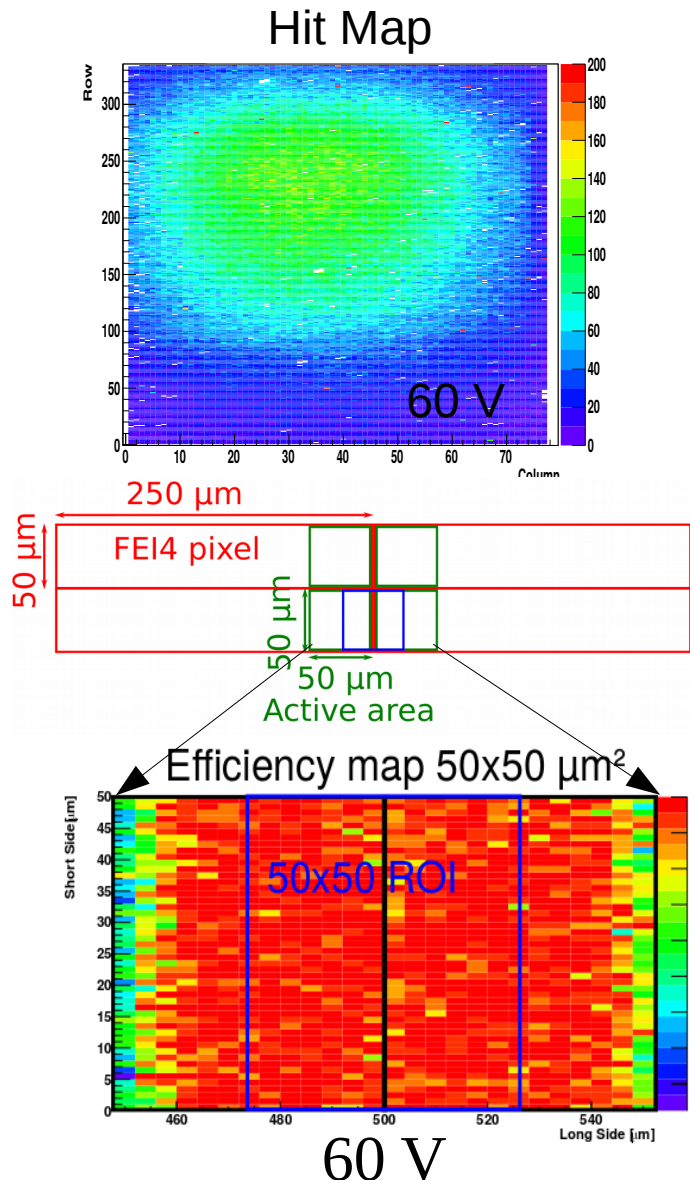 Hit Map
Row
300
250
200
150
100
50
0
0 10 20 30 40 50 60 70
Column
200
180
160
140
120
100
80
60
40
20
0
60 V
250 µm
50 µm
FEI4 pixel
50 µm
50 µm
Active area
Efficiency map 50x50 µm²
Short Side[µm]
50
45
40
35
30
25
20
15
10
5
0
50x50 ROI
460 480 500 520 540
Long Side [µm]
60 V